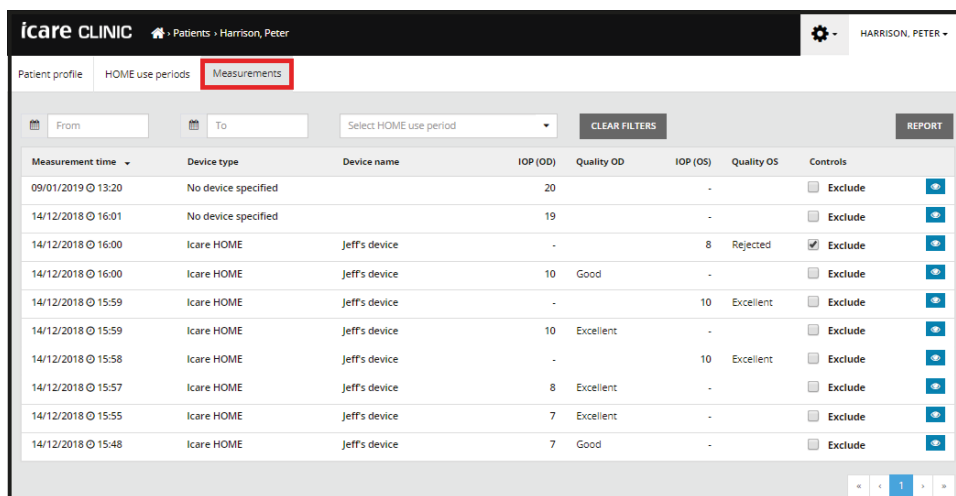 icare CLINIC › Patients › Harrison, Peter HARRISON, PETER
Patient profile HOME use periods Measurements
From To Select HOME use period CLEAR FILTERS REPORT
Measurement time Device type Device name IOP (OD) Quality OD IOP (OS) Quality OS Controls
09/01/2019 13:20 No device specified 20 - Exclude
14/12/2018 16:01 No device specified 19 - Exclude
14/12/2018 16:00 Icare HOME Jeff's device - 8 Rejected Exclude
14/12/2018 16:00 Icare HOME Jeff's device 10 Good - Exclude
14/12/2018 15:59 Icare HOME Jeff's device - 10 Excellent Exclude
14/12/2018 15:59 Icare HOME Jeff's device 10 Excellent - Exclude
14/12/2018 15:58 Icare HOME Jeff's device - 10 Excellent Exclude
14/12/2018 15:57 Icare HOME Jeff's device 8 Excellent - Exclude
14/12/2018 15:55 Icare HOME Jeff's device 7 Excellent - Exclude
14/12/2018 15:48 Icare HOME Jeff's device 7 Good - Exclude
« ‹ 1 › »